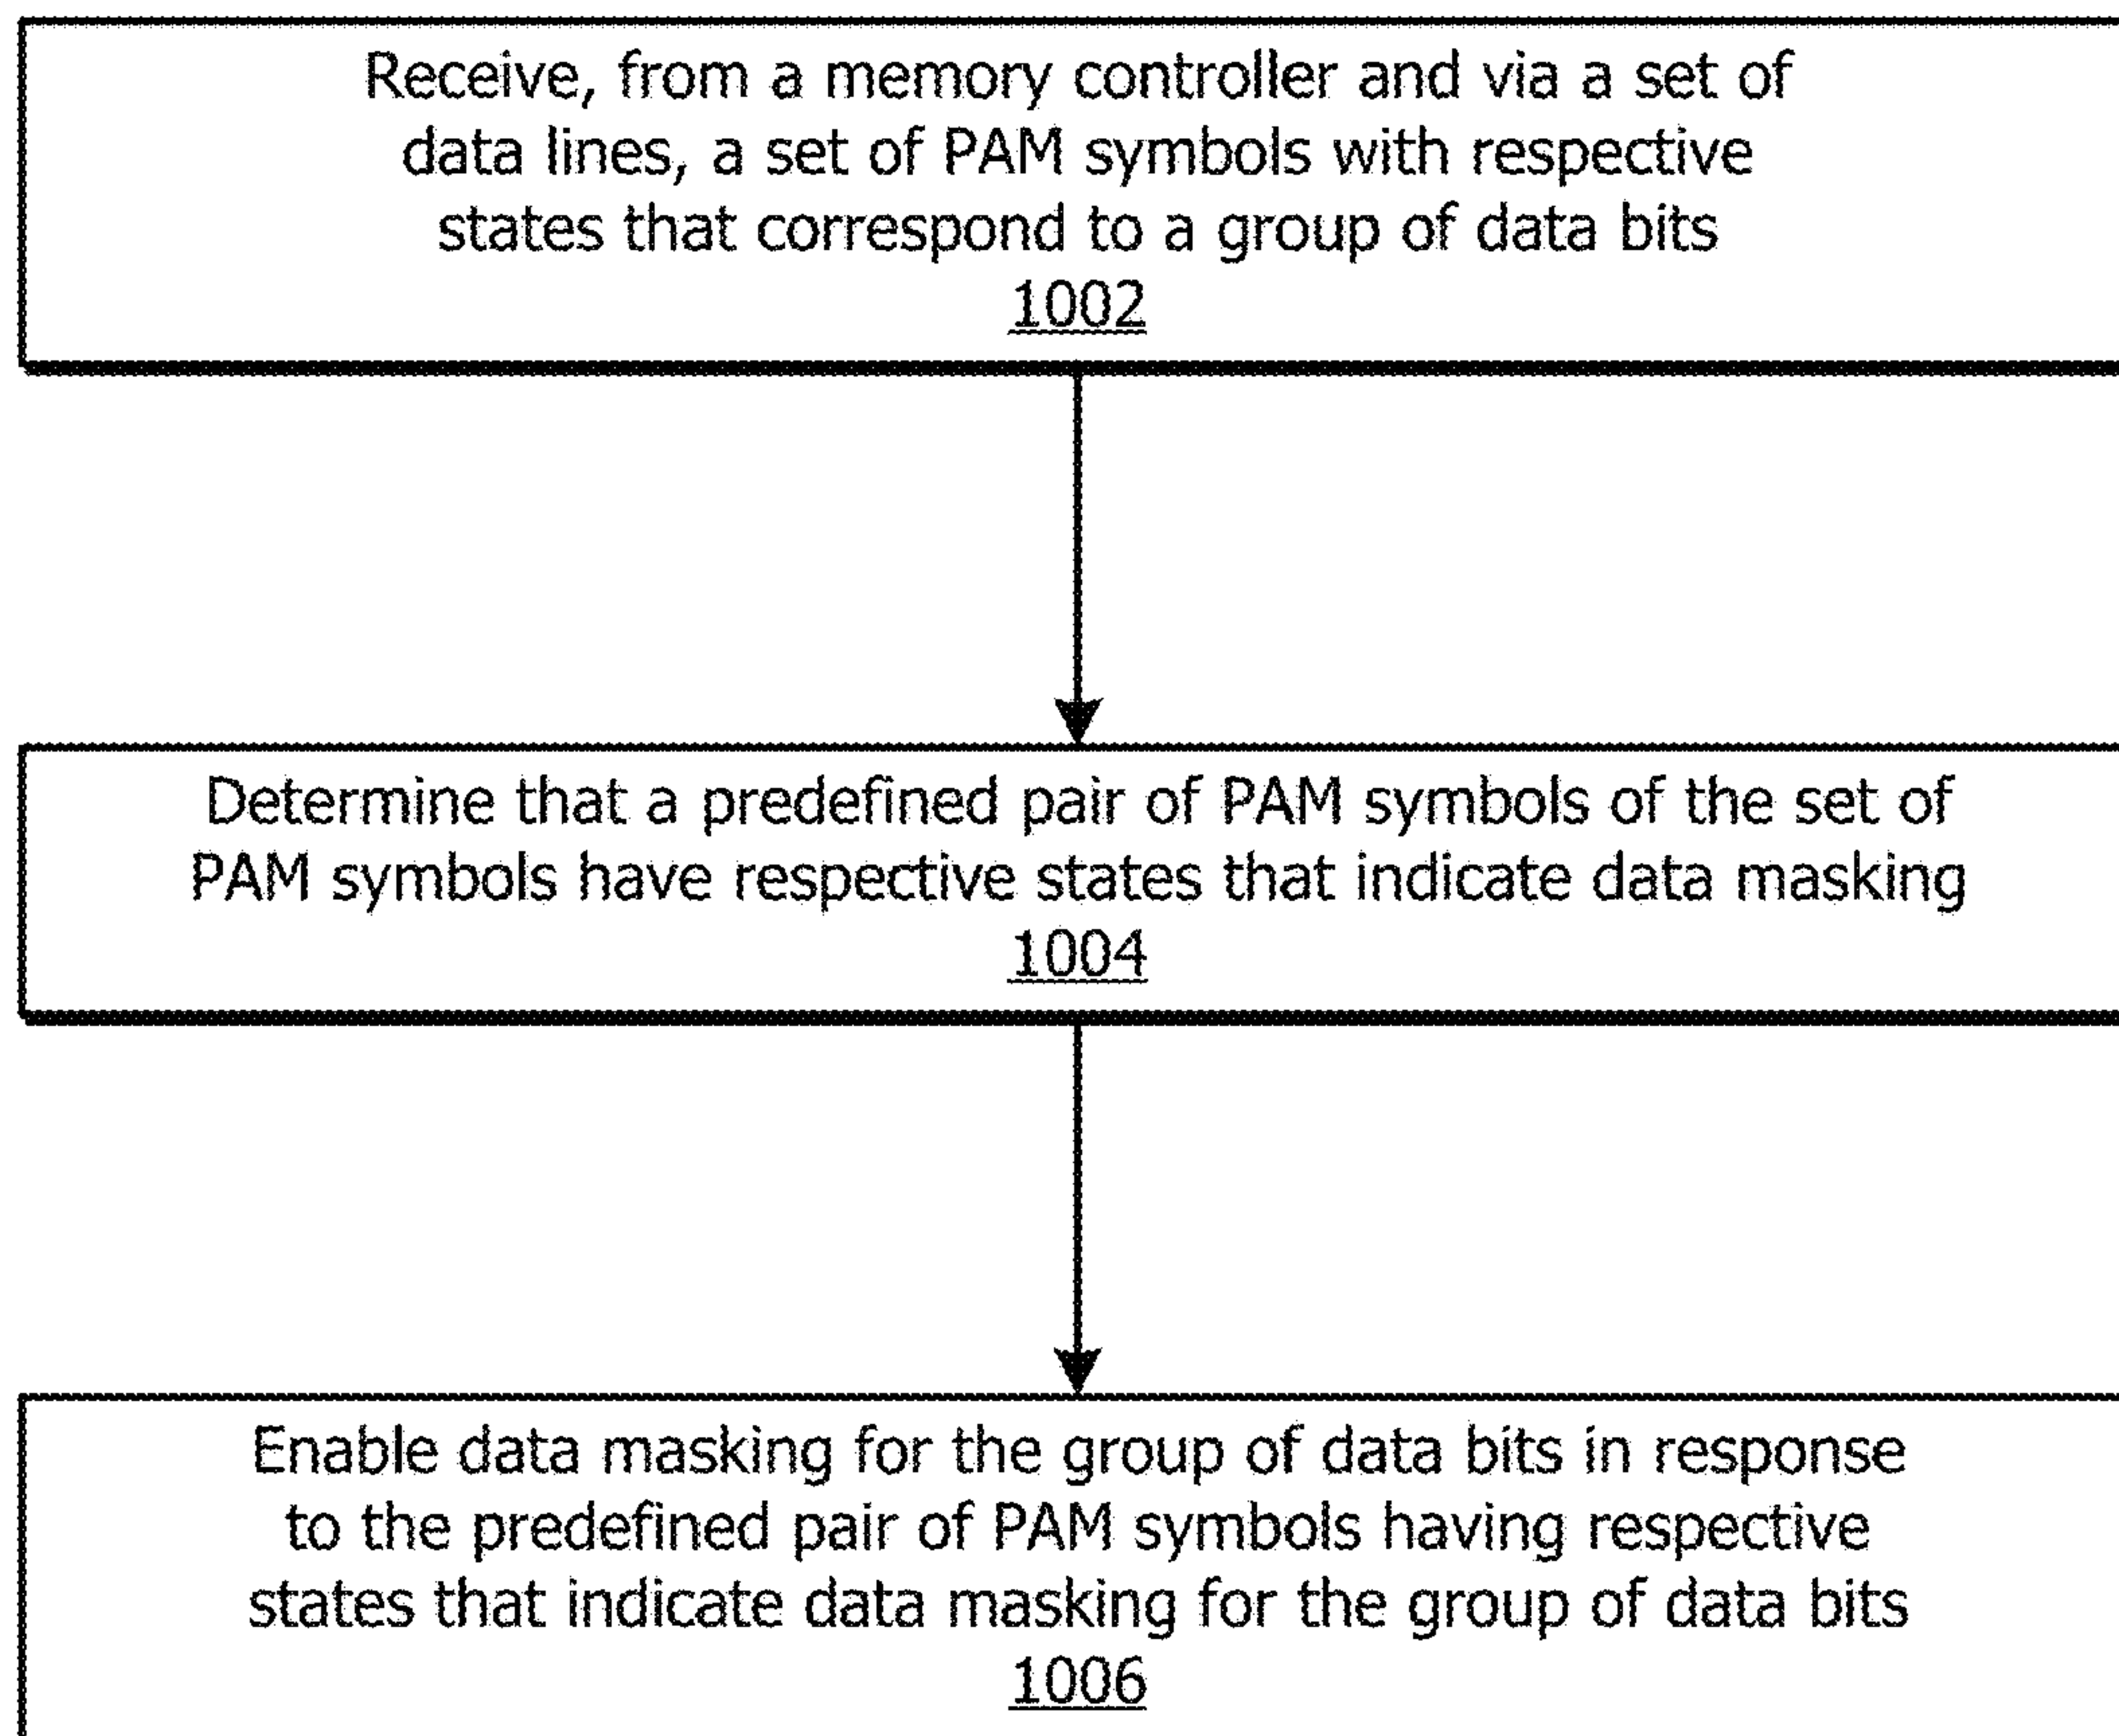 Receive, from a memory controller and via a set of
data lines, a set of PAM symbols with respective
states that correspond to a group of data bits
1002
Determine that a predefined pair of PAM symbols of the set of
PAM symbols have respective states that indicate data masking
1004
Enable data masking for the group of data bits in response
to the predefined pair of PAM symbols having respective
states that indicate data masking for the group of data bits
1006